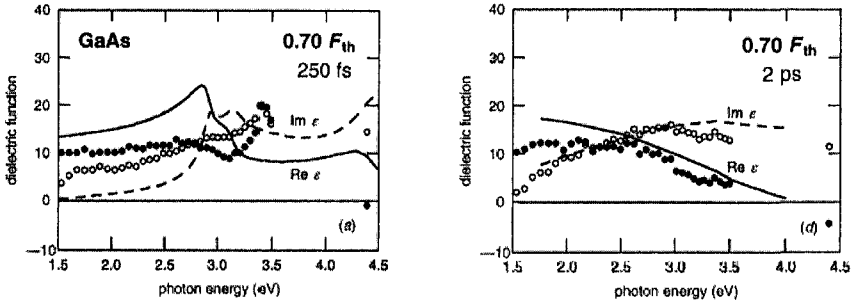 40
GaAs
0.70 Fth
250 fs
30
20
Im ε
10
Re ε
0
(a)
−10
1.5 2.0 2.5 3.0 3.5 4.0 4.5
photon energy (eV)
dielectric function
40
0.70 Fth
2 ps
30
20
Im ε
10
Re ε
0
(d)
−10
1.5 2.0 2.5 3.0 3.5 4.0 4.5
photon energy (eV)
dielectric function